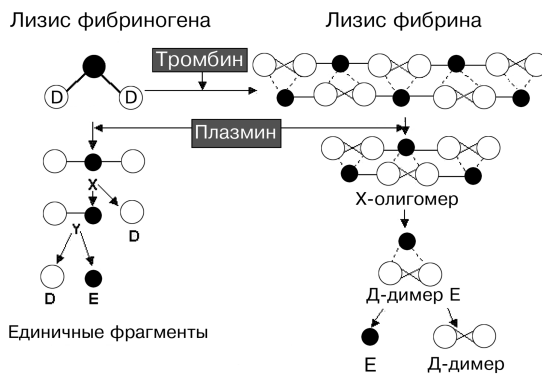 Лизис фибриногена
Лизис фибрина
Тромбин
D
D
Плазмин
X
X-олигомер
D
Y
D
E
Д-димер E
Единичные фрагменты
E
Д-димер